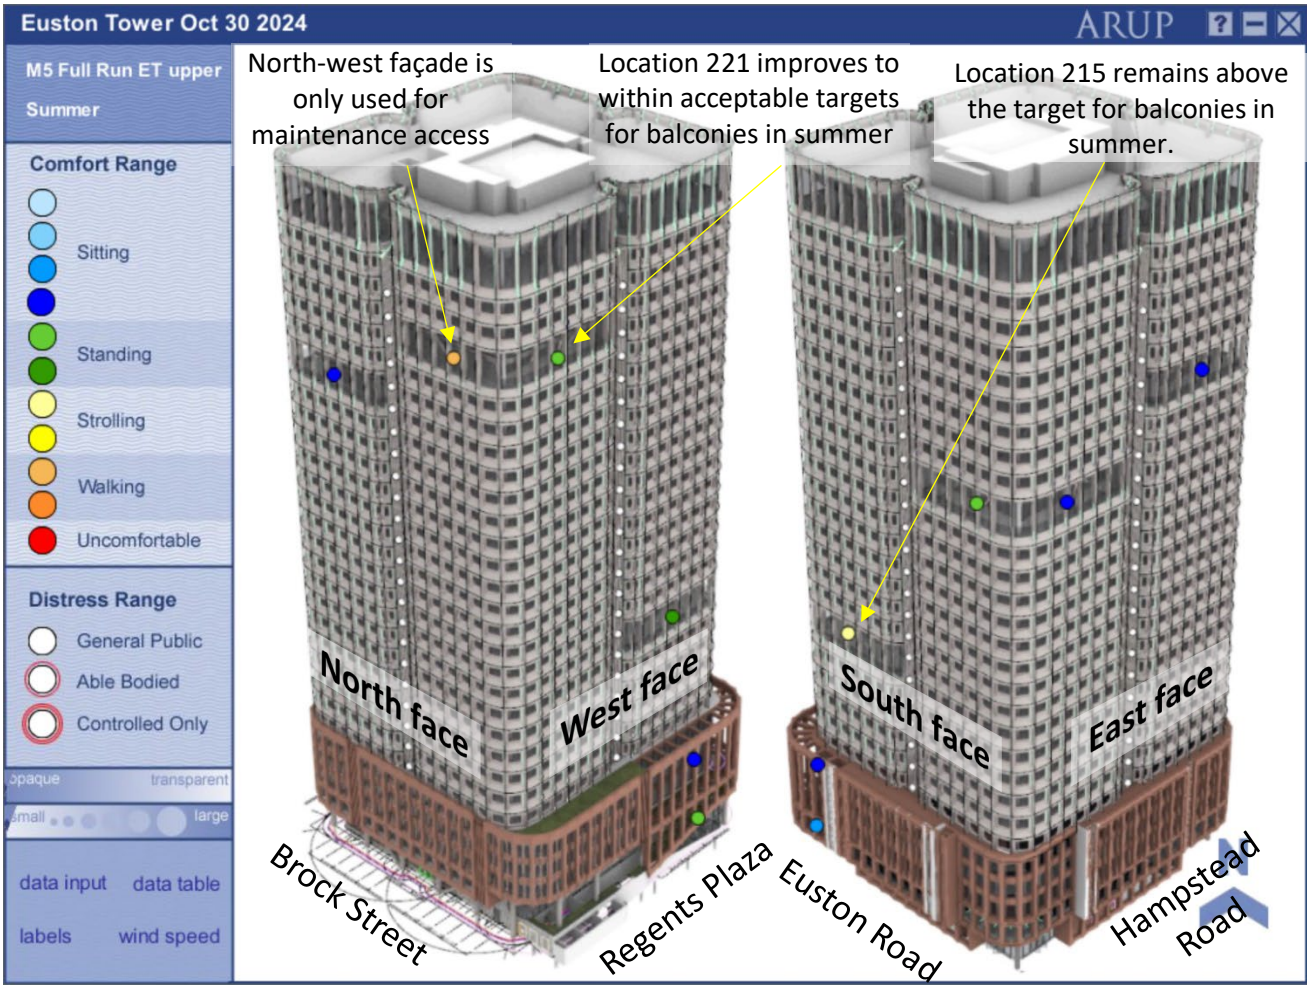 Euston Tower Oct 30 2024
ARUP
?
M5 Full Run ET upper
Summer
Comfort Range
Sitting
Standing
Strolling
Walking
Uncomfortable
Distress Range
General Public
Able Bodied
Controlled Only
opaque transparent
small large
data input data table
labels wind speed
North-west façade is
only used for
maintenance access
Location 221 improves to
within acceptable targets
for balconies in summer
Location 215 remains above
the target for balconies in
summer.
North face
West face
South face
East face
Brock Street
Regents Plaza
Euston Road
Hampstead
Road
N